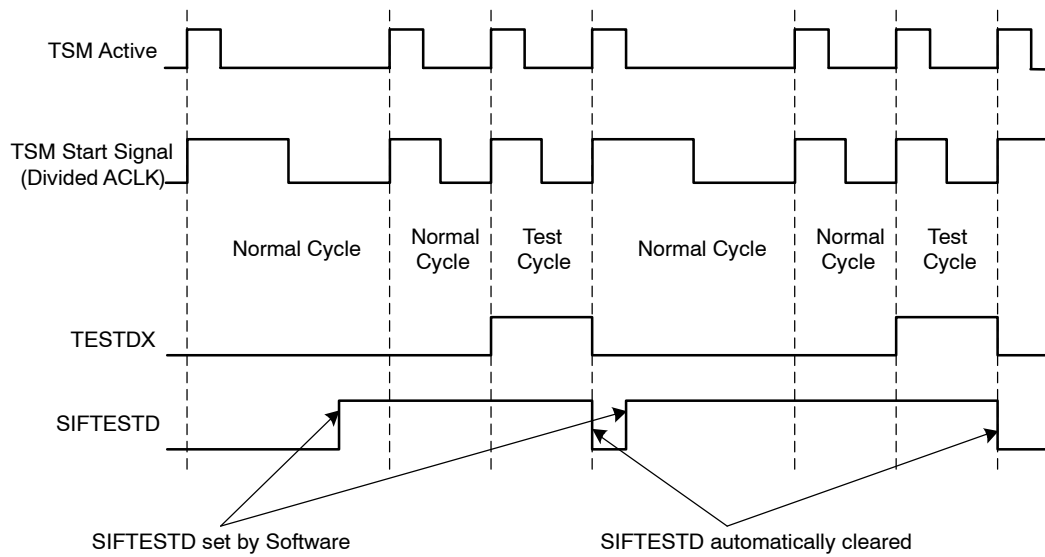 TSM Active
TSM Start Signal
(Divided ACLK)
Normal Cycle
Normal
Cycle
Test
Cycle
Normal Cycle
Normal
Cycle
Test
Cycle
TESTDX
SIFTESTD
SIFTESTD set by Software
SIFTESTD automatically cleared